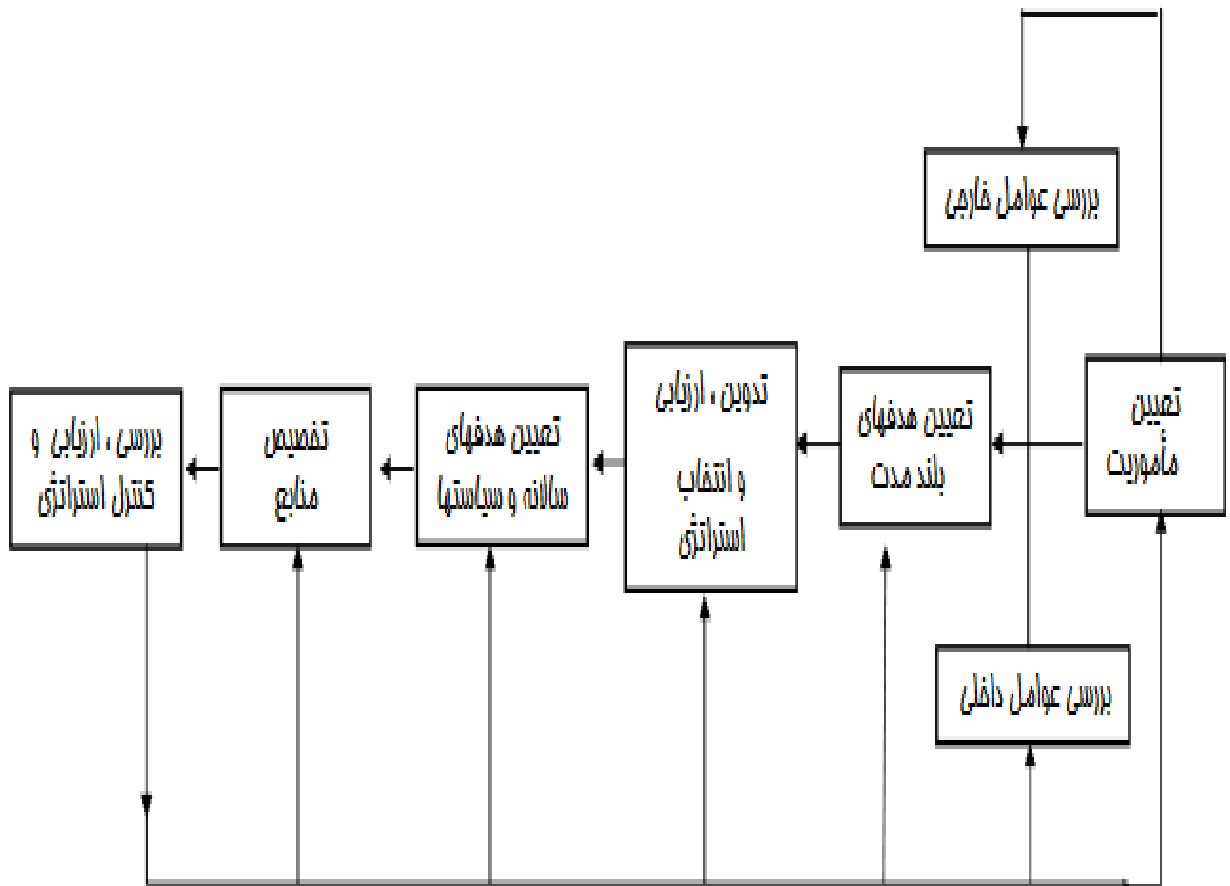 بررسی عوامل خارجی
تعیین
مأموریت
تعیین هدفهای
بلند مدت
تدوین ، ارزیابی
و انتخاب
استراتژی
تعیین هدفهای
سالانه و سیاستها
تخصیص
منابع
بررسی ، ارزیابی و
کنترل استراتژی
بررسی عوامل داخلی